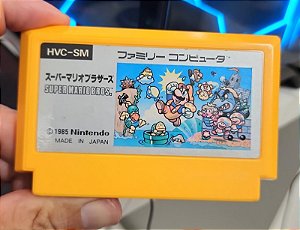 HVC-SM
ファミリー コンピュータ
スーパーマリオブラザーズ
SUPER MARIO BROS.
© 1985 Nintendo
MADE IN JAPAN